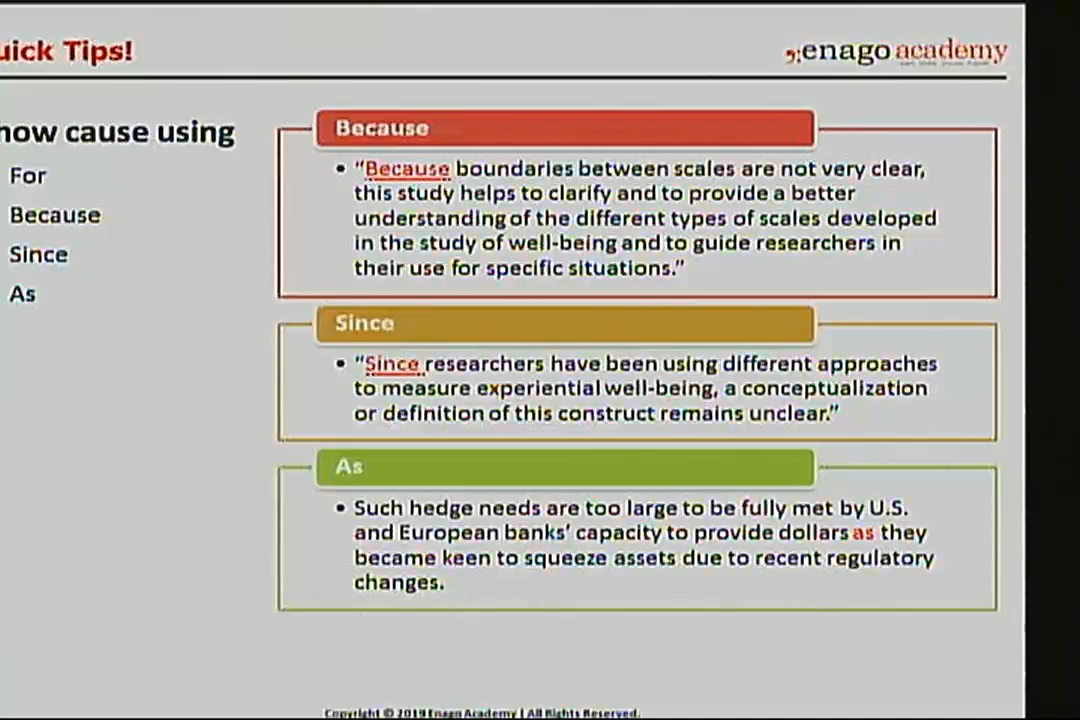 uick Tips!
enago academy
how cause using
For
Because
Since
As
Because
• "Because boundaries between scales are not very clear,
this study helps to clarify and to provide a better
understanding of the different types of scales developed
in the study of well-being and to guide researchers in
their use for specific situations."
Since
• "Since researchers have been using different approaches
to measure experiential well-being, a conceptualization
or definition of this construct remains unclear."
As
• Such hedge needs are too large to be fully met by U.S.
and European banks' capacity to provide dollars as they
became keen to squeeze assets due to recent regulatory
changes.
Copyright © 2019 Enago Academy | All Rights Reserved.